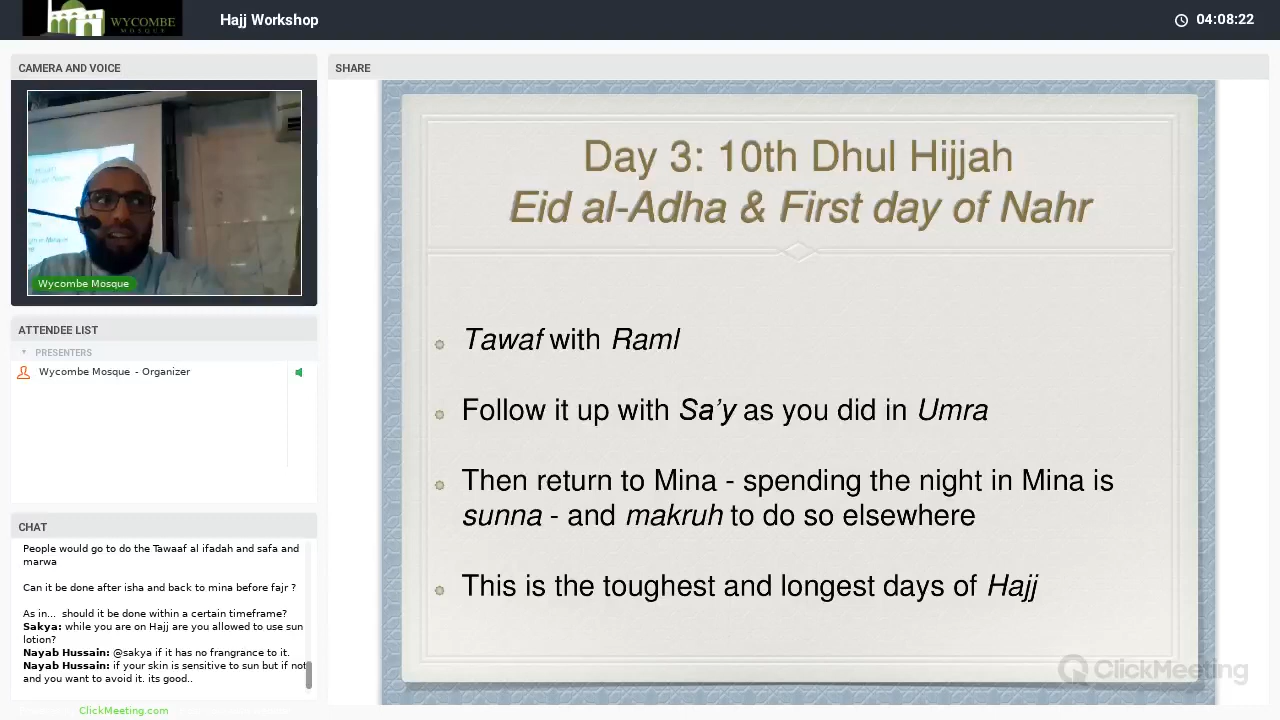 WYCOMBE
MOSQUE
Hajj Workshop
04:08:22
CAMERA AND VOICE
SHARE
Wycombe Mosque
ATTENDEE LIST
PRESENTERS
Wycombe Mosque - Organizer
CHAT
People would go to do the Tawaaf al ifadah and safa and
marwa
Can it be done after isha and back to mina before fajr ?
As in... should it be done within a certain timeframe?
Sakya: while you are on Hajj are you allowed to use sun
lotion?
Nayab Hussain: @sakya if it has no frangrance to it.
Nayab Hussain: if your skin is sensitive to sun but if not
and you want to avoid it. its good..
ClickMeeting.com
Day 3: 10th Dhul Hijjah
Eid al-Adha & First day of Nahr
Tawaf with Raml
Follow it up with Sa’y as you did in Umra
Then return to Mina - spending the night in Mina is
sunna - and makruh to do so elsewhere
This is the toughest and longest days of Hajj
ClickMeeting